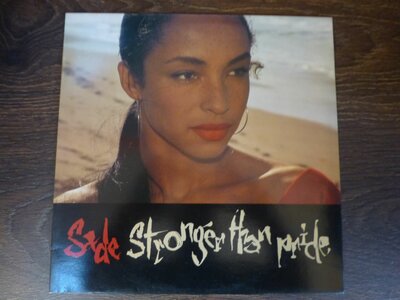 Sade Stronger than pride